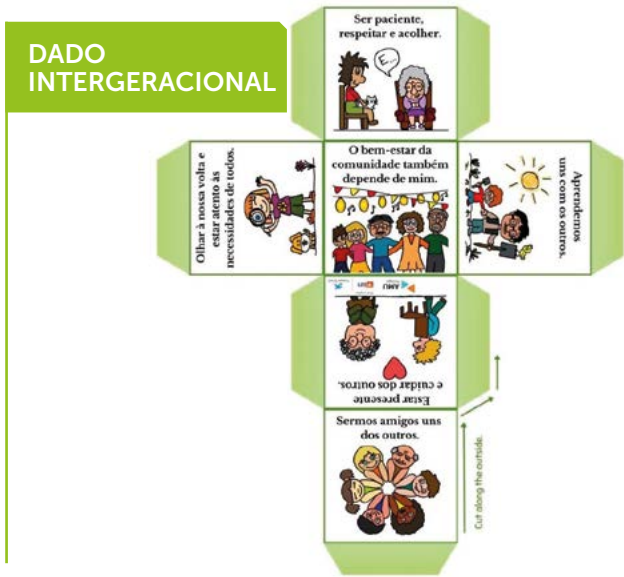 DADO
INTERGERACIONAL
Ser paciente,
respeitar e acolher.
E...
Olhar à nossa volta e
estar atento às
necessidades de todos.
O bem-estar da
comunidade também
depende de mim.
Aprendemos
uns com os outros.
Estar presente
e cuidar dos outros.
AMU
Sermos amigos uns
dos outros.
Cut along the outside.